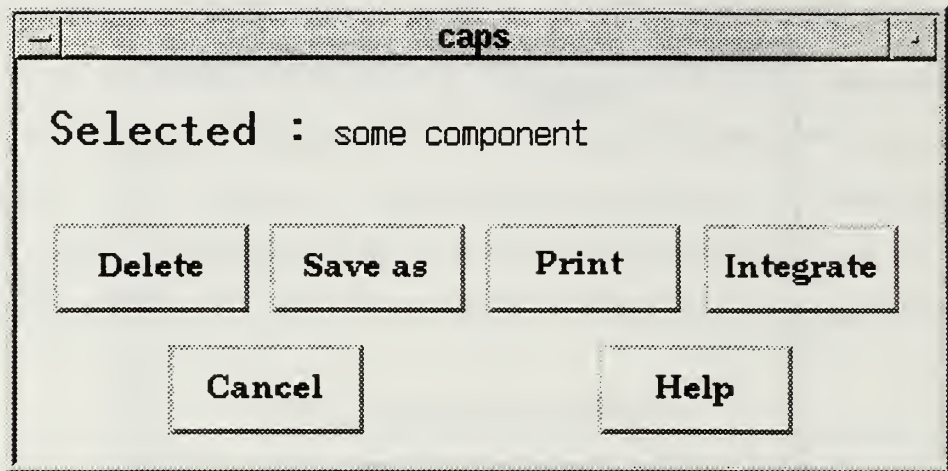 caps
Selected : some component
Delete Save as Print Integrate
Cancel Help